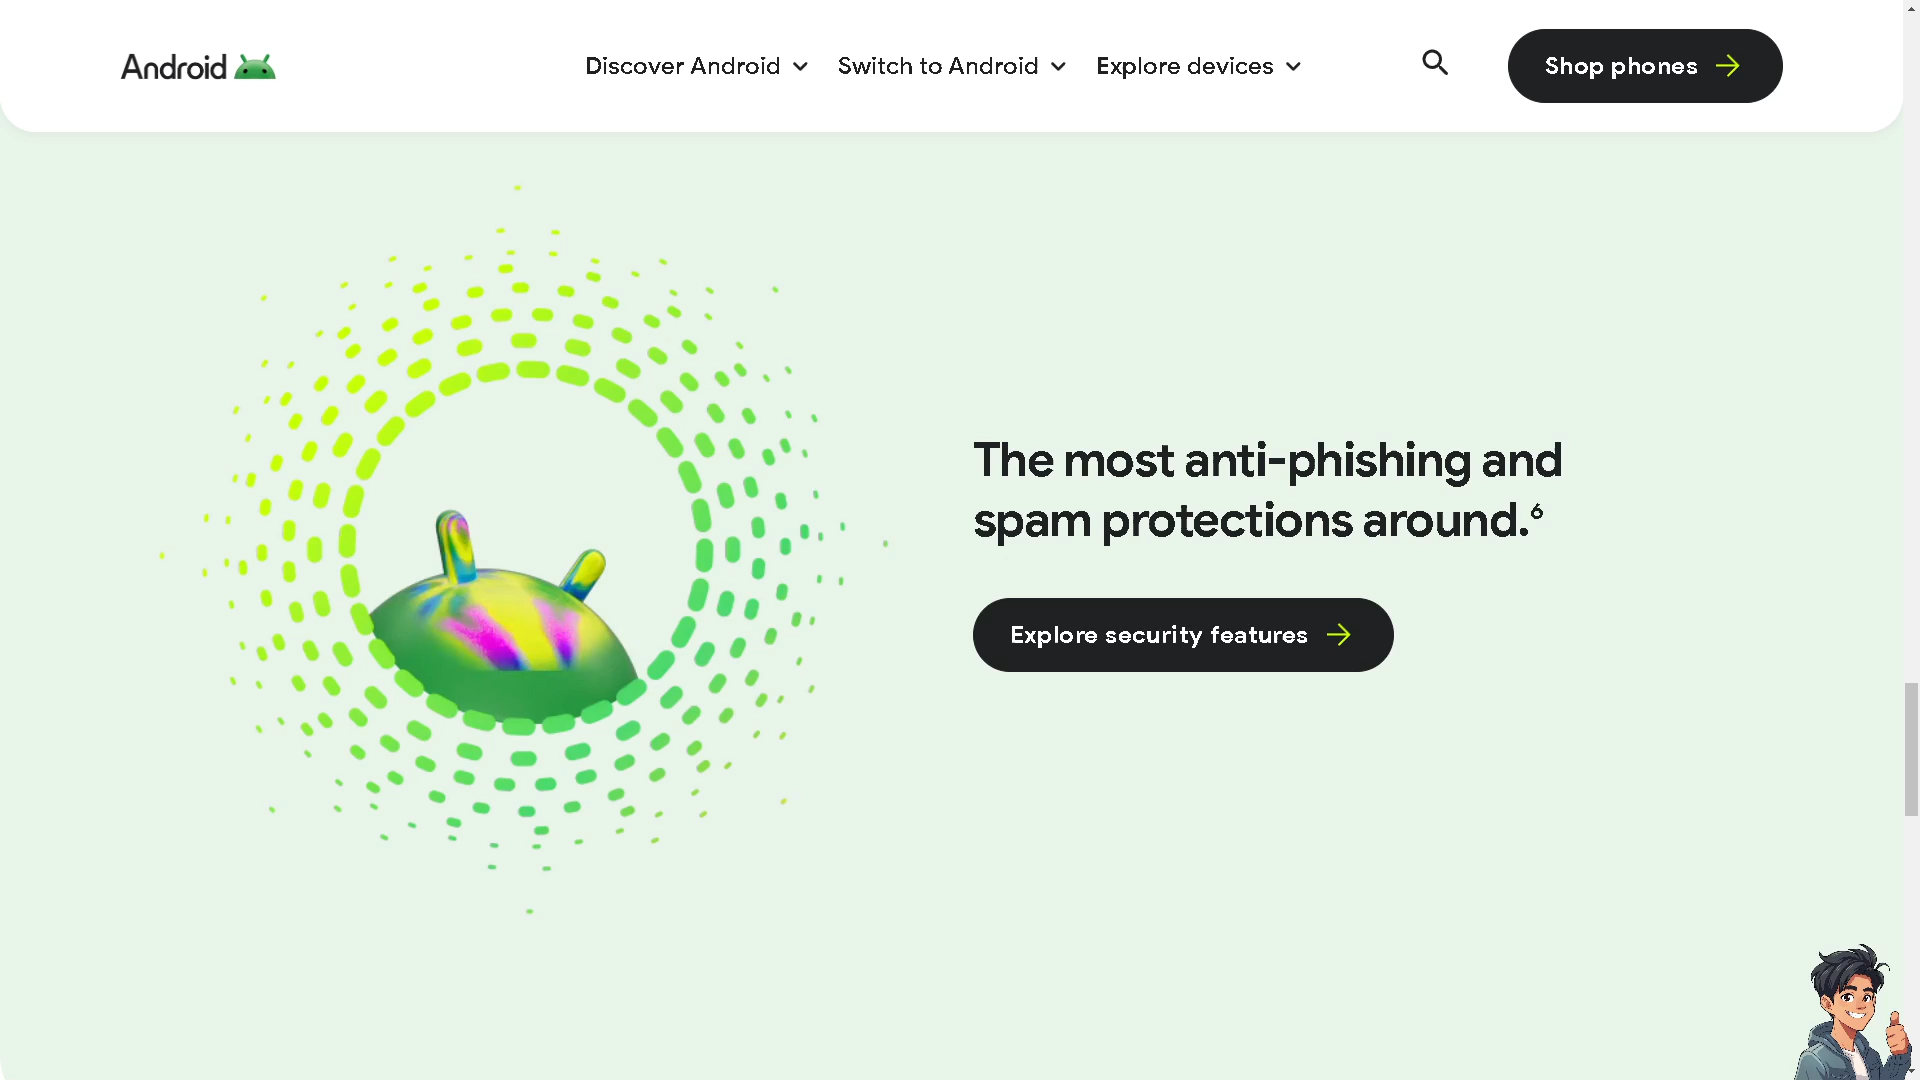 Android
Discover Android
Switch to Android
Explore devices
Shop phones
The most anti-phishing and
spam protections around.⁶
Explore security features